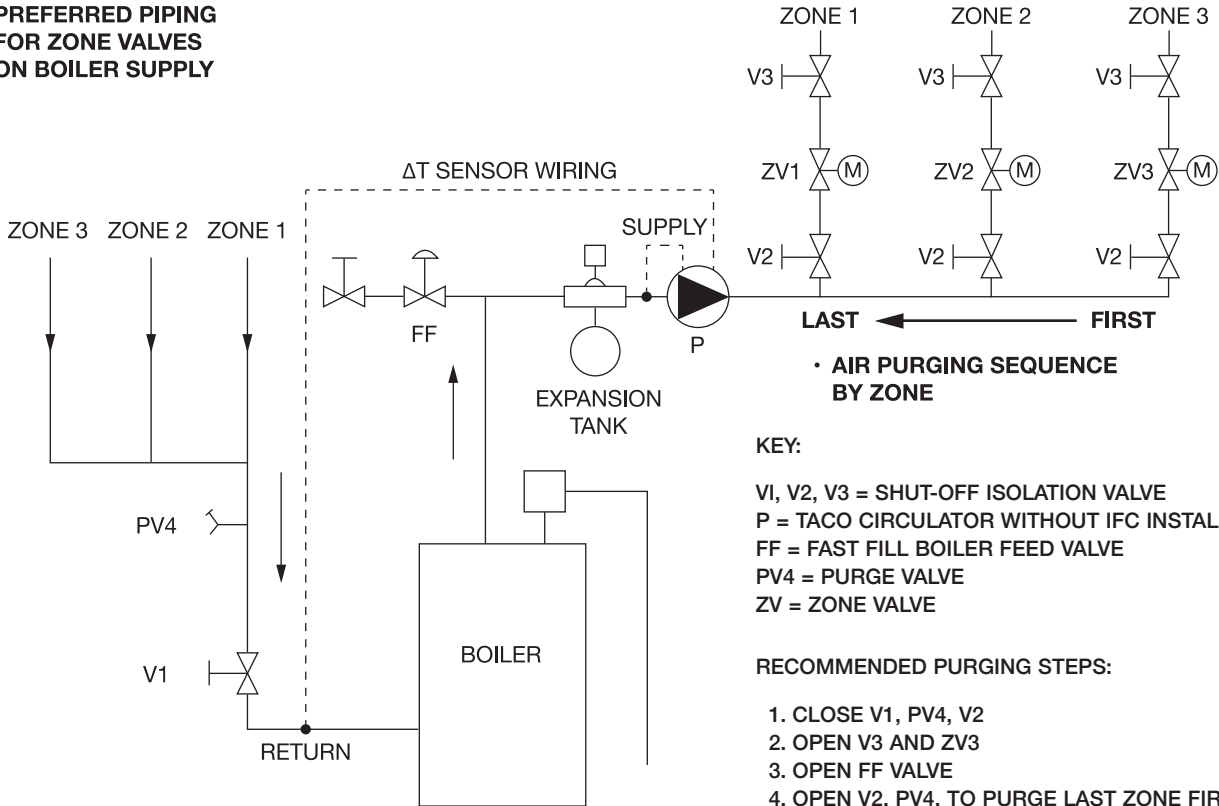 PREFERRED PIPING
FOR ZONE VALVES
ON BOILER SUPPLY
ZONE 1 ZONE 2 ZONE 3
V3 V3 V3
ZV1 M ZV2 M ZV3 M
V2 V2 V2
ΔT SENSOR WIRING
SUPPLY
ZONE 3 ZONE 2 ZONE 1
FF
P
EXPANSION
TANK
LAST FIRST
· AIR PURGING SEQUENCE
BY ZONE
PV4
V1
RETURN
BOILER
KEY:
VI, V2, V3 = SHUT-OFF ISOLATION VALVE
P = TACO CIRCULATOR WITHOUT IFC INSTAL
FF = FAST FILL BOILER FEED VALVE
PV4 = PURGE VALVE
ZV = ZONE VALVE
RECOMMENDED PURGING STEPS:
1. CLOSE V1, PV4, V2
2. OPEN V3 AND ZV3
3. OPEN FF VALVE
4. OPEN V2, PV4, TO PURGE LAST ZONE FIR